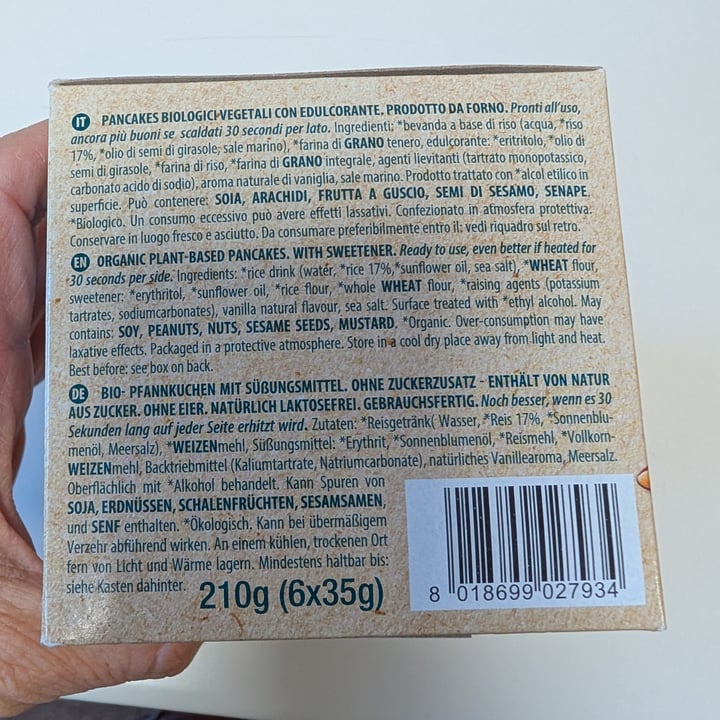 IT PANCAKES BIOLOGICI VEGETALI CON EDULCORANTE. PRODOTTO DA FORNO. Pronti all'uso,
ancora più buoni se scaldati 30 secondi per lato. Ingredienti: *bevanda a base di riso (acqua, *riso
17%, *olio di semi di girasole, sale marino), *farina di GRANO tenero, edulcorante: *eritritolo, *olio di
semi di girasole, *farina di riso, *farina di GRANO integrale, agenti lievitanti (tartrato monopotassico,
carbonato acido di sodio), aroma naturale di vaniglia, sale marino. Prodotto trattato con *alcol etilico in
superficie. Può contenere: SOIA, ARACHIDI, FRUTTA A GUSCIO, SEMI DI SESAMO, SENAPE.
*Biologico. Un consumo eccessivo può avere effetti lassativi. Confezionato in atmosfera protettiva.
Conservare in luogo fresco e asciutto. Da consumare preferibilmente entro il: vedi riquadro sul retro.
EN ORGANIC PLANT-BASED PANCAKES. WITH SWEETENER. Ready to use, even better if heated for
30 seconds per side. Ingredients: *rice drink (water, *rice 17%,*sunflower oil, sea salt), *WHEAT flour,
sweetener: *erythritol, *sunflower oil, *rice flour, *whole WHEAT flour, *raising agents (potassium
tartrates, sodiumcarbonates), vanilla natural flavour, sea salt. Surface treated with *ethyl alcohol. May
contains: SOY, PEANUTS, NUTS, SESAME SEEDS, MUSTARD. *Organic. Over-consumption may have
laxative effects. Packaged in a protective atmosphere. Store in a cool dry place away from light and heat.
Best before: see box on back.
DE BIO- PFANNKUCHEN MIT SÜßUNGSMITTEL. OHNE ZUCKERZUSATZ - ENTHÄLT VON NATUR
AUS ZUCKER. OHNE EIER. NATÜRLICH LAKTOSEFREI. GEBRAUCHSFERTIG. Noch besser, wenn es 30
Sekunden lang auf jeder Seite erhitzt wird. Zutaten: *Reisgetränk( Wasser, *Reis 17%, *Sonnenblu-
menöl, Meersalz), *WEIZENmehl, Süßungsmittel: *Erythrit, *Sonnenblumenöl, *Reismehl, *Vollkorn-
WEIZENmehl, Backtriebmittel (Kaliumtartrate, Natriumcarbonate), natürliches Vanillearoma, Meersalz.
Oberflächlich mit *Alkohol behandelt. Kann Spuren von
SOJA, ERDNÜSSEN, SCHALENFRÜCHTEN, SESAMSAMEN,
und SENF enthalten. *Ökologisch. Kann bei übermäßigem
Verzehr abführend wirken. An einem kühlen, trockenen Ort
fern von Licht und Wärme lagern. Mindestens haltbar bis:
siehe Kasten dahinter.
210g (6x35g)
8 018699 027934